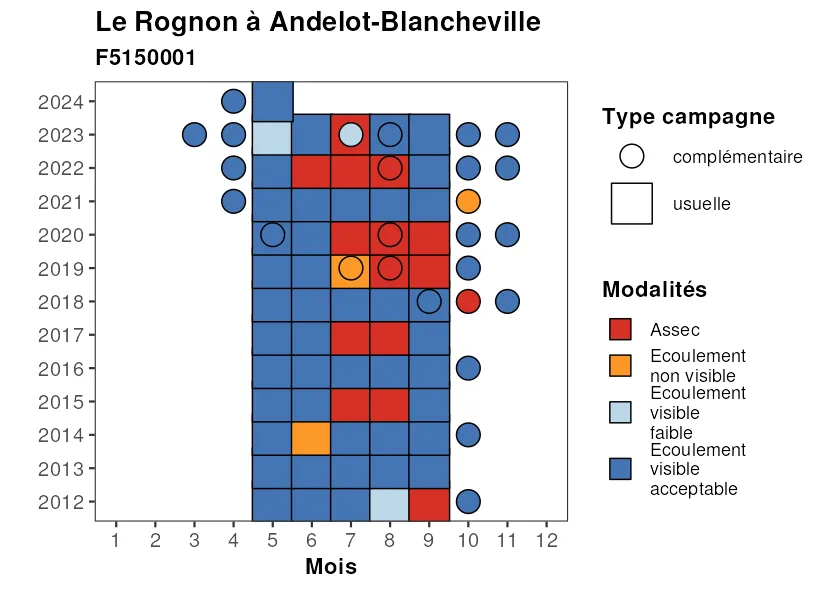 Le Rognon à Andelot-Blancheville
F5150001
2024
2023
2022
2021
2020
2019
2018
2017
2016
2015
2014
2013
2012
1 2 3 4 5 6 7 8 9 10 11 12
Mois
Type campagne
complémentaire
usuelle
Modalités
Assec
Ecoulement
non visible
Ecoulement
visible
faible
Ecoulement
visible
acceptable